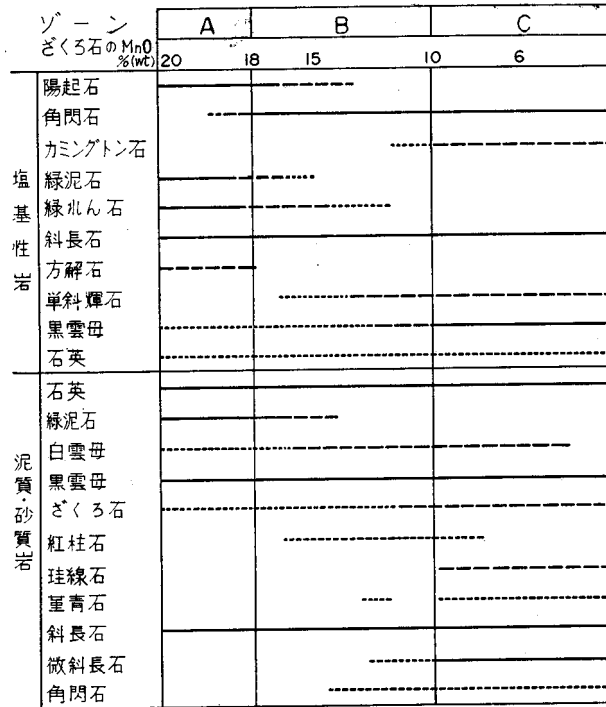 ゾーン A B C
ざくろ石のMnO
%(wt) 20 18 15 10 6
塩基性岩
陽起石
角閃石
カミングトン石
緑泥石
緑れん石
斜長石
方解石
単斜輝石
黒雲母
石英
泥質・砂質岩
石英
緑泥石
白雲母
黒雲母
ざくろ石
紅柱石
珪線石
菫青石
斜長石
微斜長石
角閃石